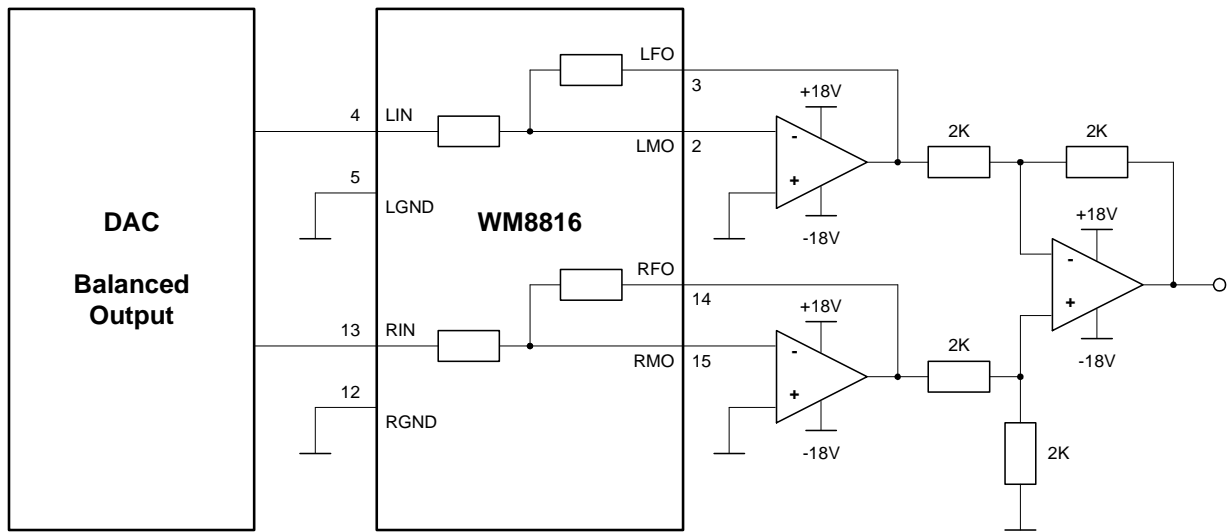 DAC
Balanced
Output
WM8816
4
LIN
5
LGND
13
RIN
12
RGND
LFO
3
LMO
2
RFO
14
RMO
15
+18V
-
+
-18V
+18V
-
+
-18V
2K
2K
2K
2K
+18V
-
+
-18V